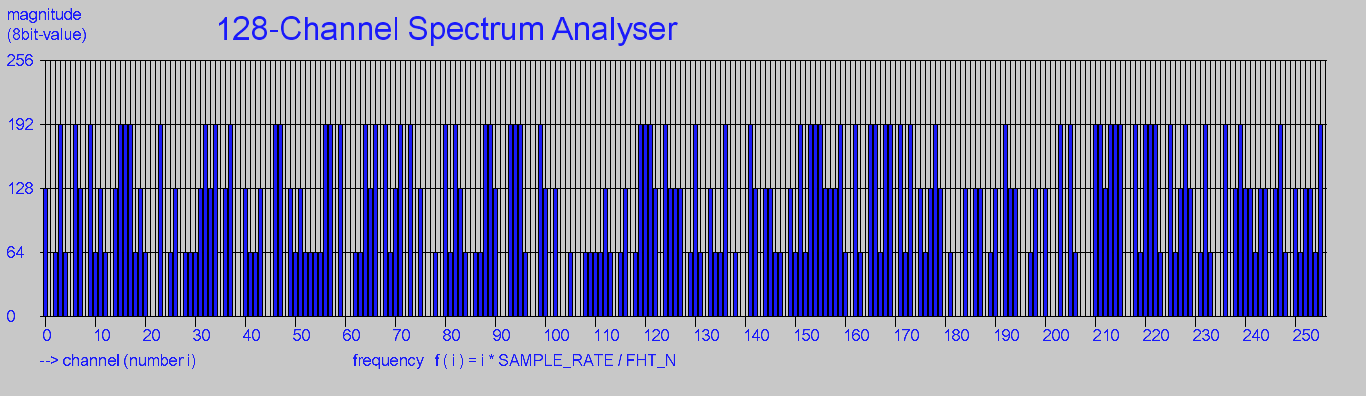 magnitude
(8bit-value)
128-Channel Spectrum Analyser
256
192
128
64
0
0 10 20 30 40 50 60 70 80 90 100 110 120 130 140 150 160 170 180 190 200 210 220 230 240 250
--> channel (number i)
frequency f ( i ) = i * SAMPLE_RATE / FHT_N